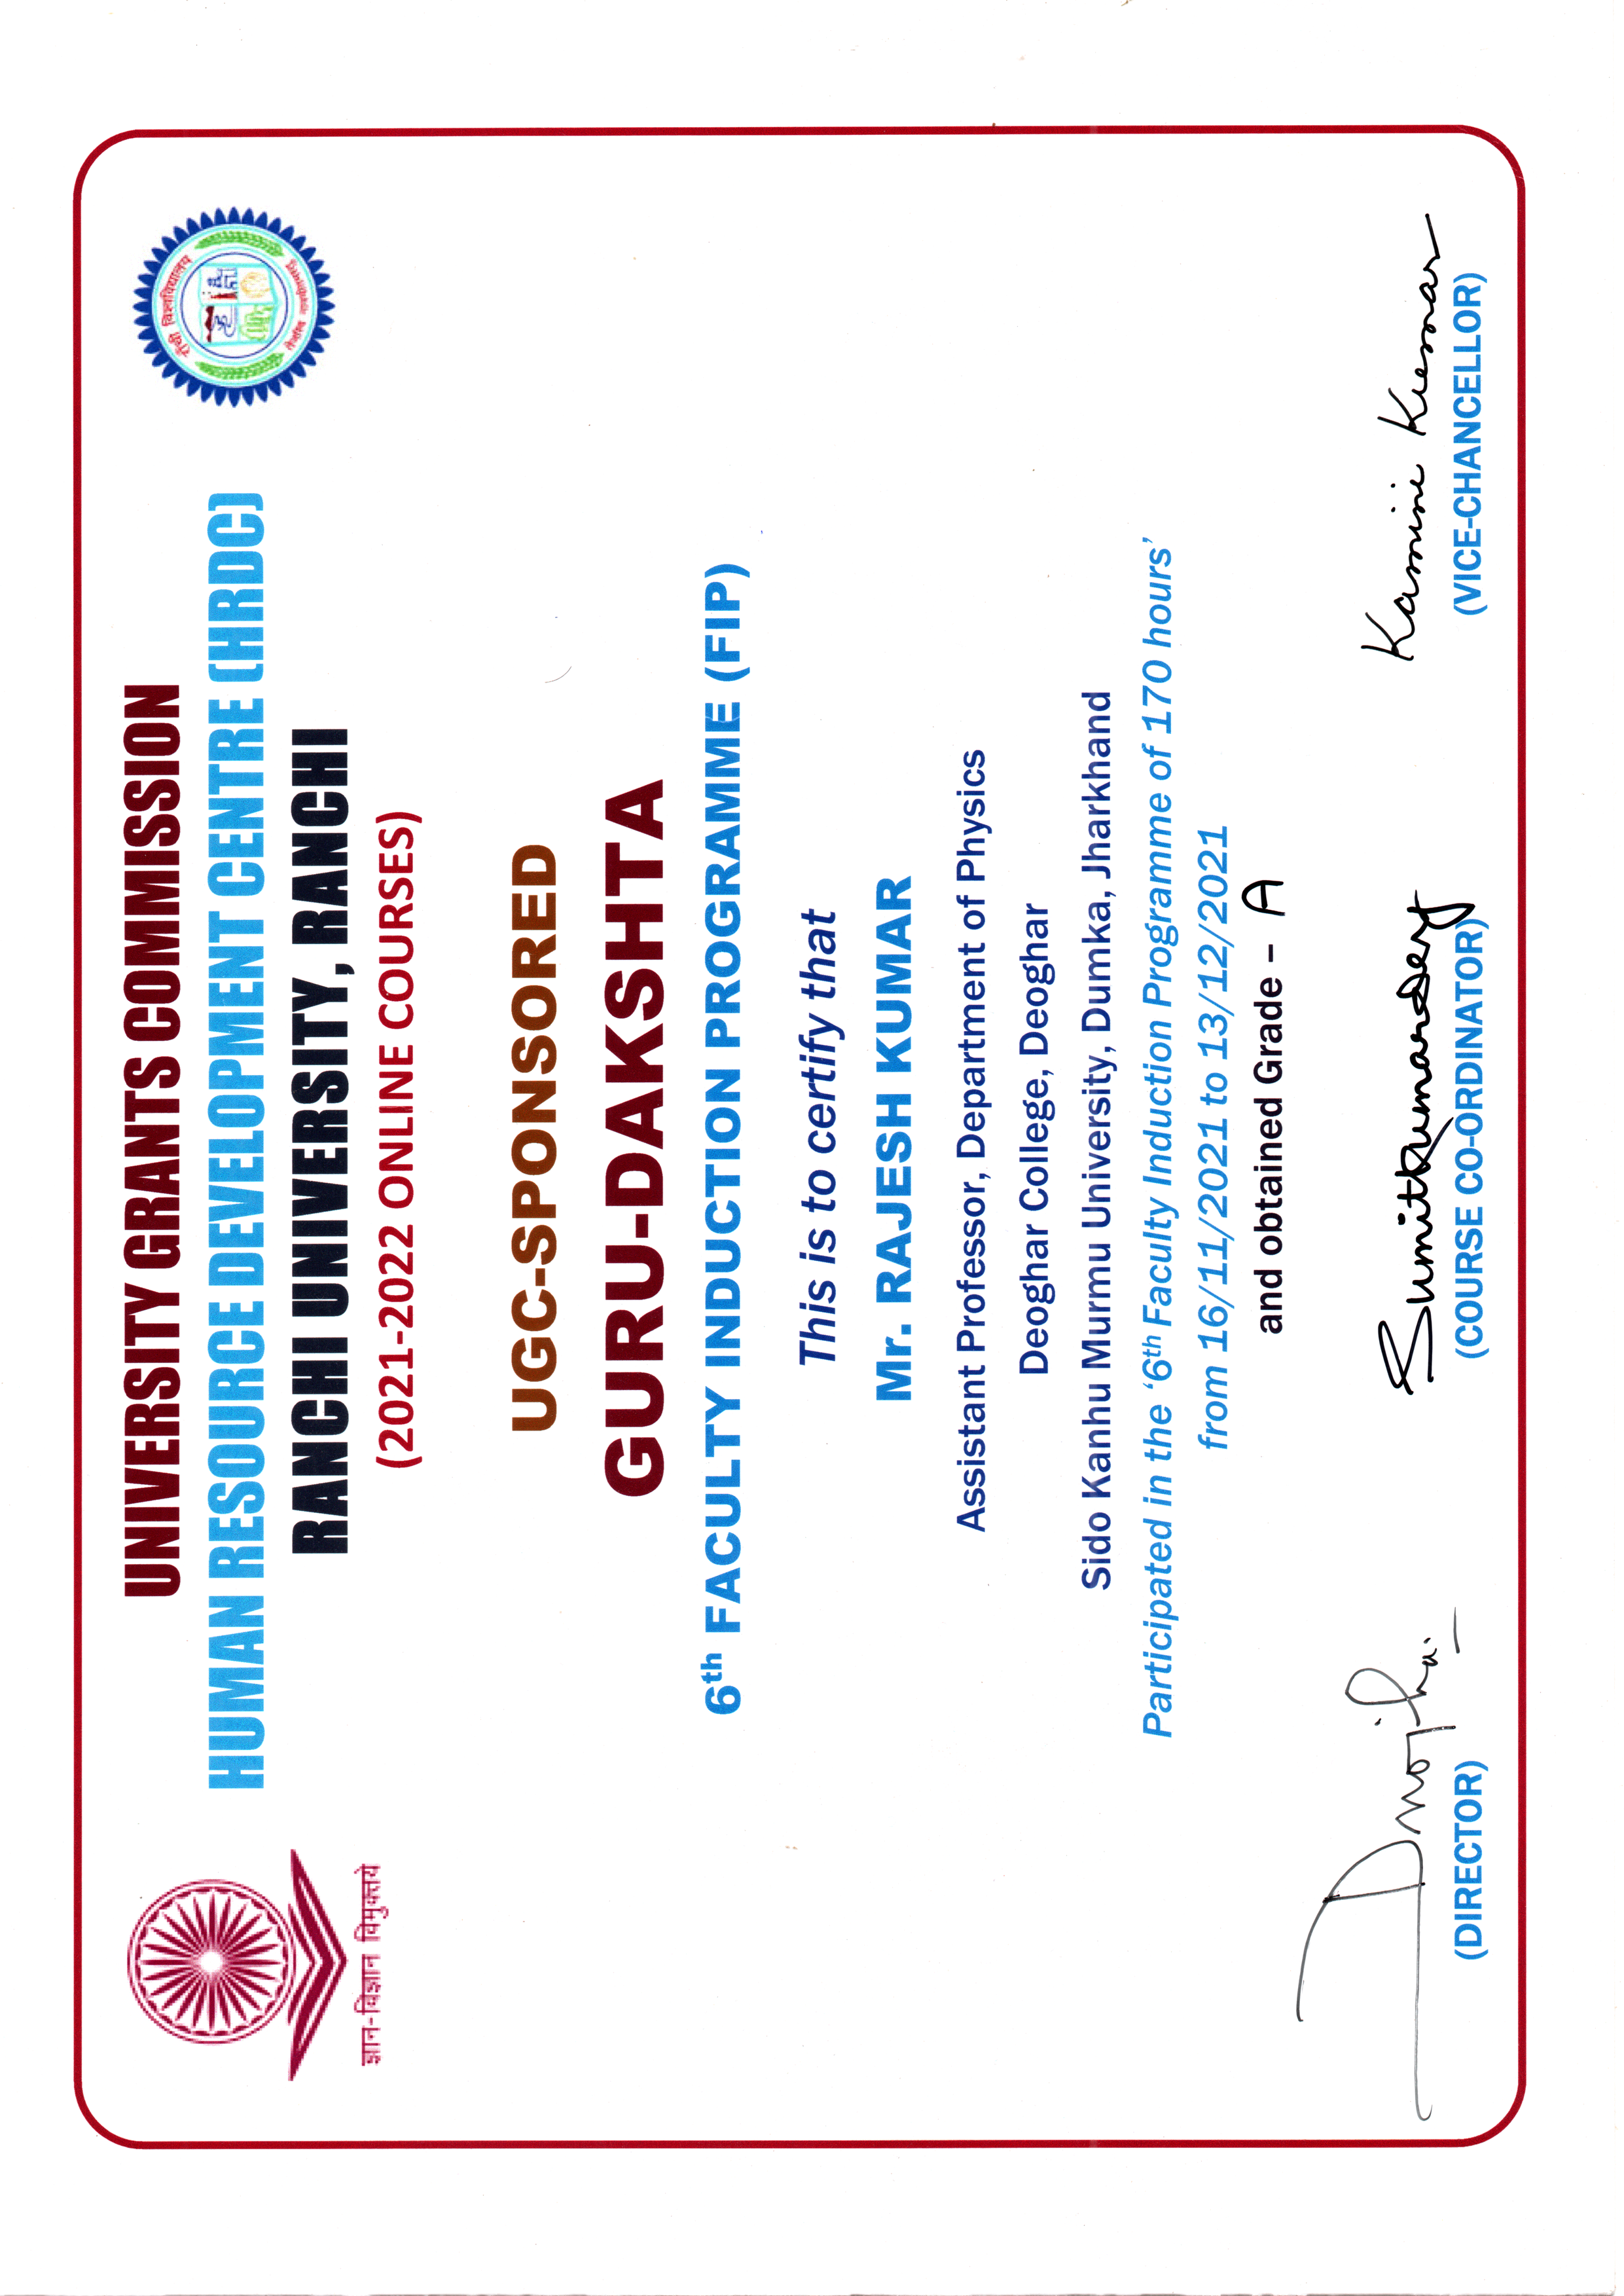 UNIVERSITY GRANTS COMMISSION
HUMAN RESOURCE DEVELOPMENT CENTRE (HRDC)
RANCHI UNIVERSITY, RANCHI
(2021-2022 ONLINE COURSES)
ज्ञान-विज्ञान विमुक्तये
राँची विश्वविद्यालय
UGC-SPONSORED
GURU-DAKSHTA
6th FACULTY INDUCTION PROGRAMME (FIP)
This is to certify that
Mr. RAJESH KUMAR
Assistant Professor, Department of Physics
Deoghar College, Deoghar
Sido Kanhu Murmu University, Dumka, Jharkhand
Participated in the ‘6th Faculty Induction Programme of 170 hours’
from 16/11/2021 to 13/12/2021
and obtained Grade – A
Kamini Kumar
(DIRECTOR) (COURSE CO-ORDINATOR) (VICE-CHANCELLOR)